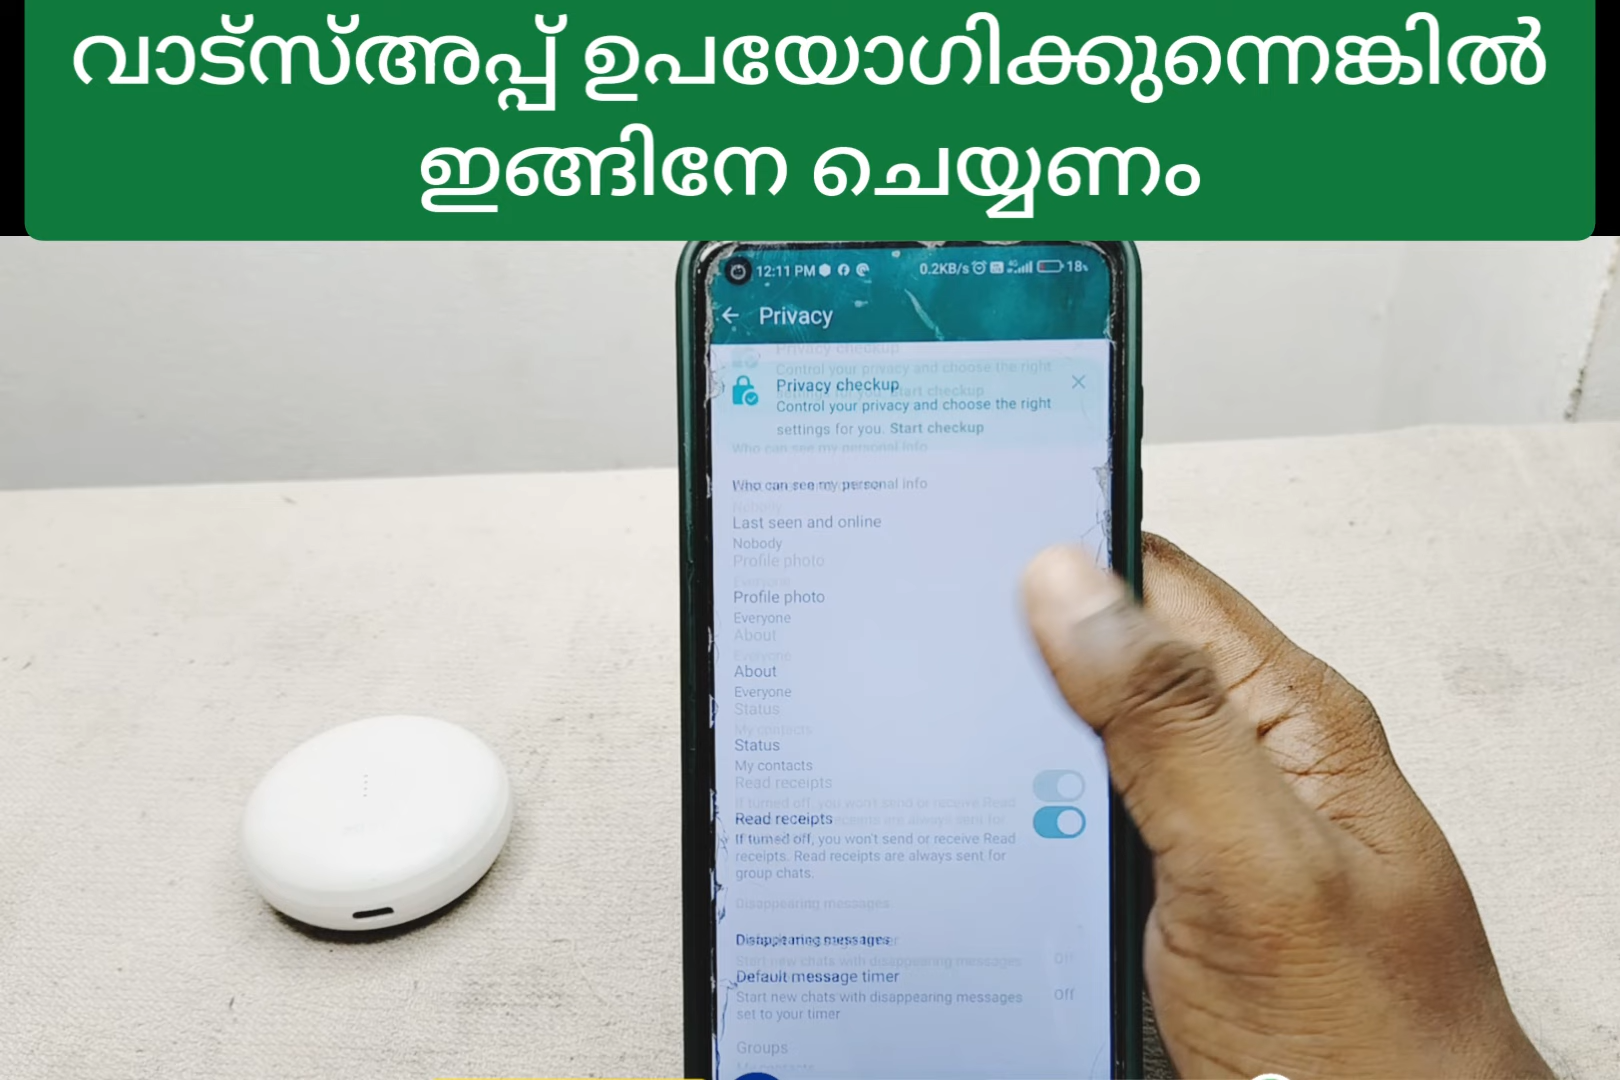 വാട്സ്അപ്പ് ഉപയോഗിക്കുന്നെങ്കിൽ
ഇങ്ങിനേ ചെയ്യണം
12:11 PM
0.2KB/s
4G
18%
Privacy
Privacy checkup
Control your privacy and choose the right
settings for you. Start checkup
Who can see my personal info
Last seen and online
Nobody
Profile photo
Everyone
About
Everyone
Status
My contacts
Read receipts
If turned off, you won't send or receive Read
receipts. Read receipts are always sent for
group chats.
Disappearing messages
Default message timer
Start new chats with disappearing messages
set to your timer
Off
Groups